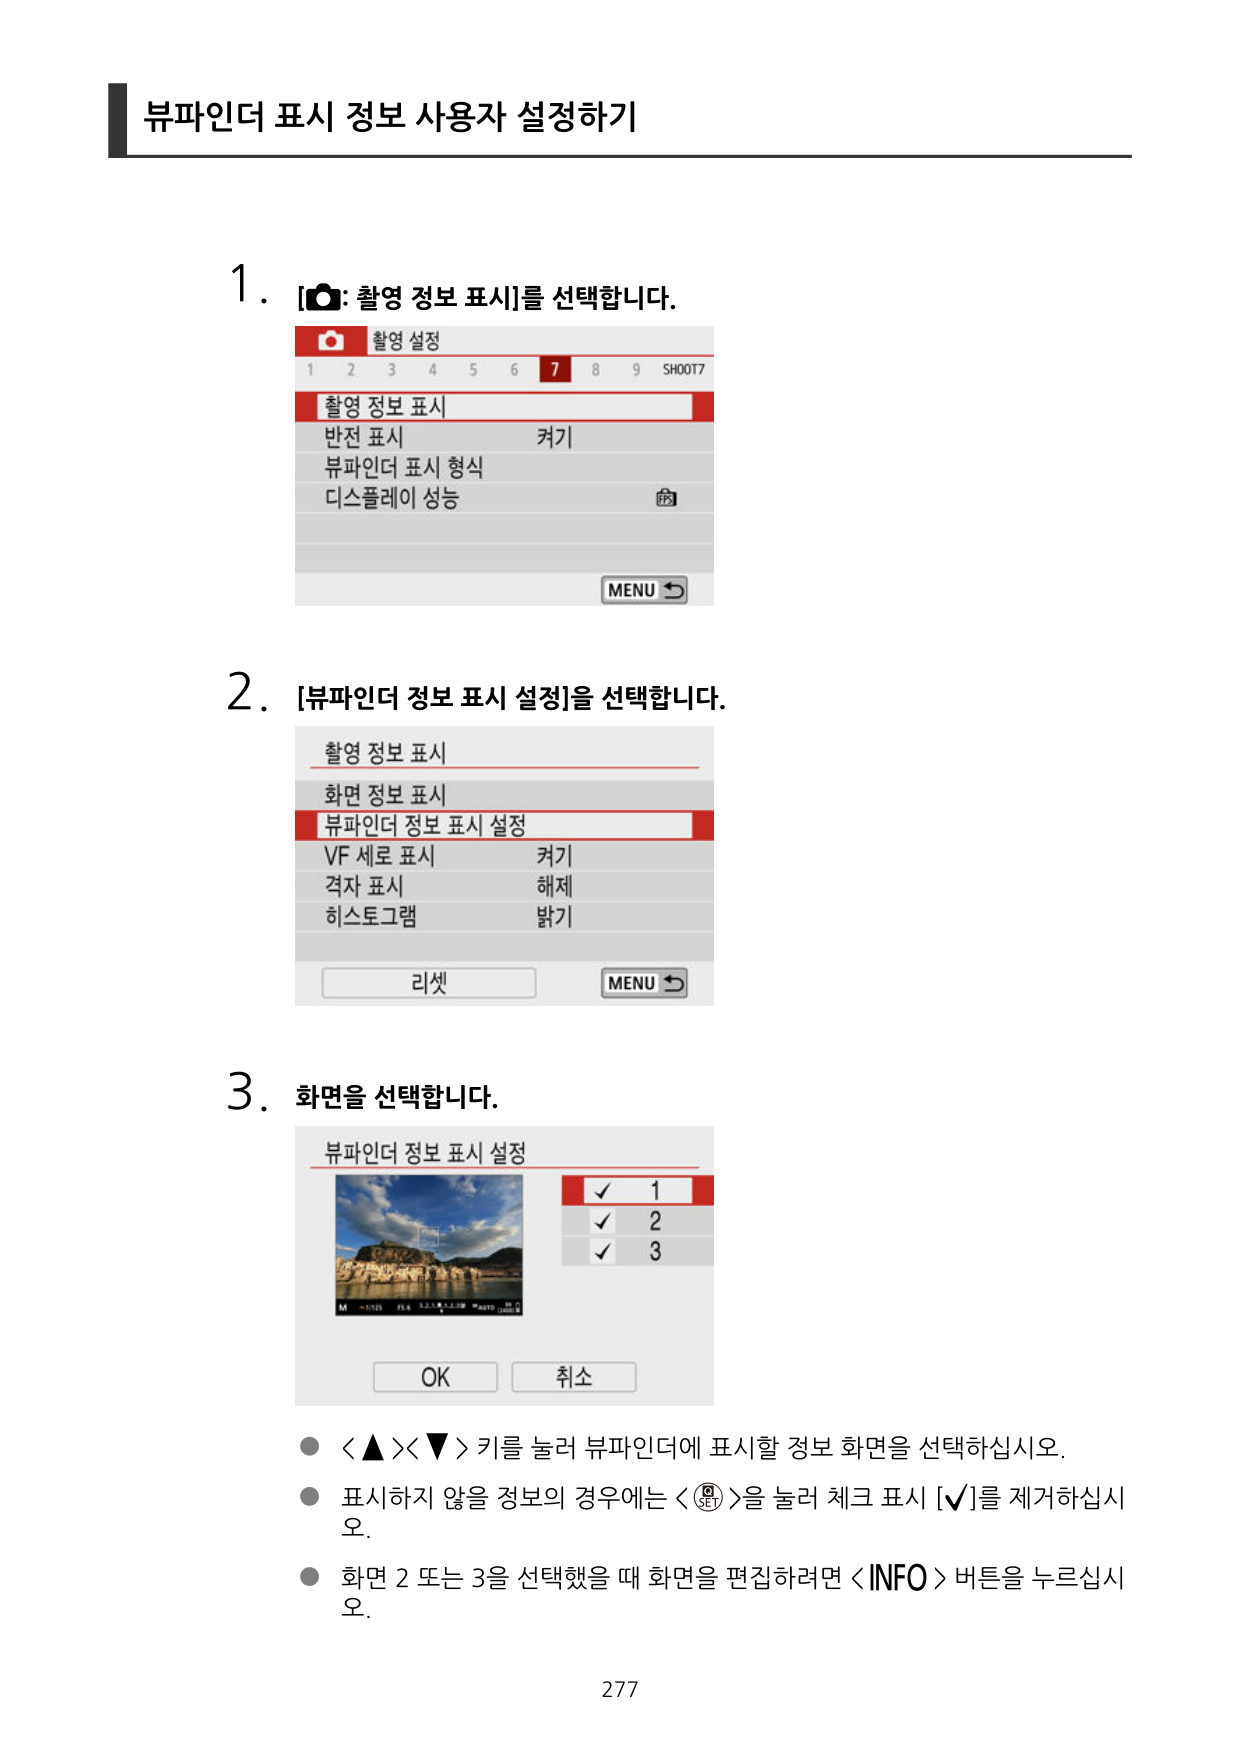 뷰파인더 표시 정보 사용자 설정하기
1. [: 촬영 정보 표시]를 선택합니다.
촬영 설정
1 2 3 4 5 6 7 8 9 SHOOT7
촬영 정보 표시
반전 표시 켜기
뷰파인더 표시 형식
디스플레이 성능 FPS
MENU
2. [뷰파인더 정보 표시 설정]을 선택합니다.
촬영 정보 표시
화면 정보 표시
뷰파인더 정보 표시 설정
VF 세로 표시 켜기
격자 표시 해제
히스토그램 밝기
리셋 MENU
3. 화면을 선택합니다.
뷰파인더 정보 표시 설정
✓ 1
✓ 2
✓ 3
M 1/125 F5.6 AUTO
OK 취소
● <▲><▼> 키를 눌러 뷰파인더에 표시할 정보 화면을 선택하십시오.
● 표시하지 않을 정보의 경우에는 <Q SET>을 눌러 체크 표시 [✓]를 제거하십시
오.
● 화면 2 또는 3을 선택했을 때 화면을 편집하려면 <INFO> 버튼을 누르십시
오.
277